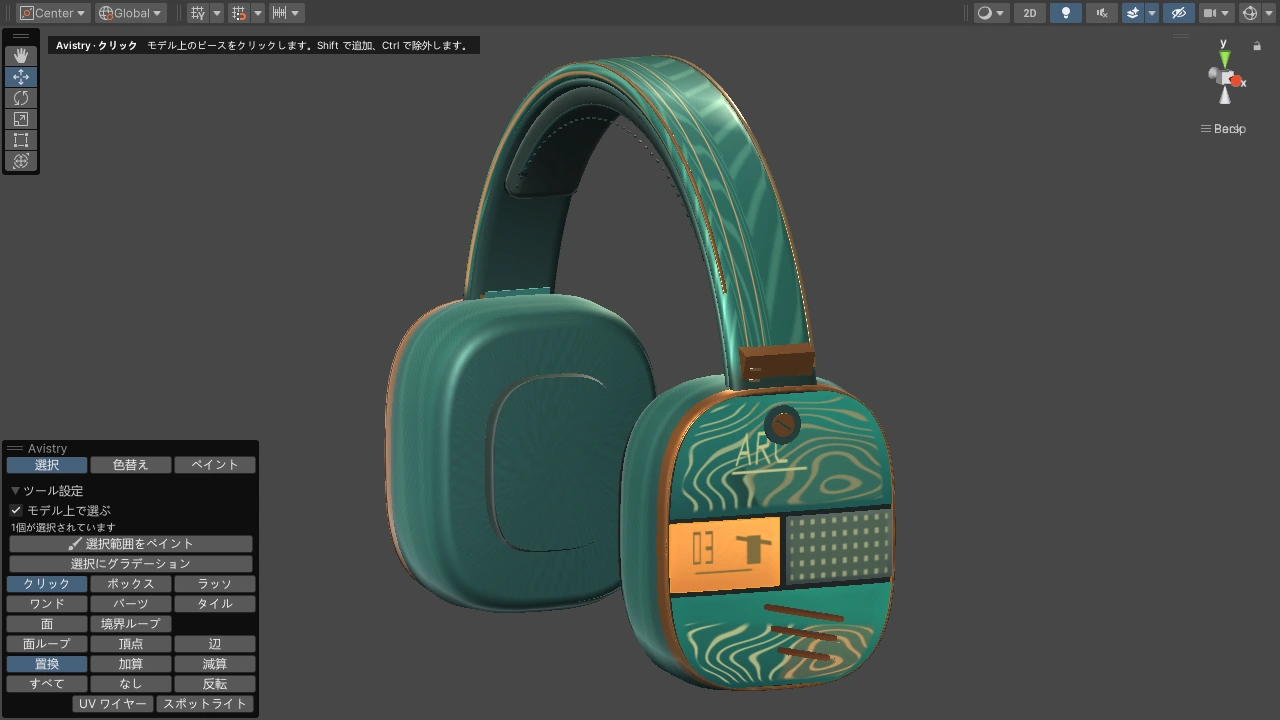 Center Global 2D
Avistry · クリック モデル上のピースをクリックします。Shift で追加、Ctrl で除外します。
y
x
ARC
03
Avistry
選択 色替え ペイント
ツール設定
モデル上で選ぶ
1個が選択されています
選択範囲をペイント
選択にグラデーション
クリック ボックス ラッソ
ワンド パーツ タイル
面 境界ループ
面ループ 頂点 辺
置換 加算 減算
すべて なし 反転
UV ワイヤー スポットライト